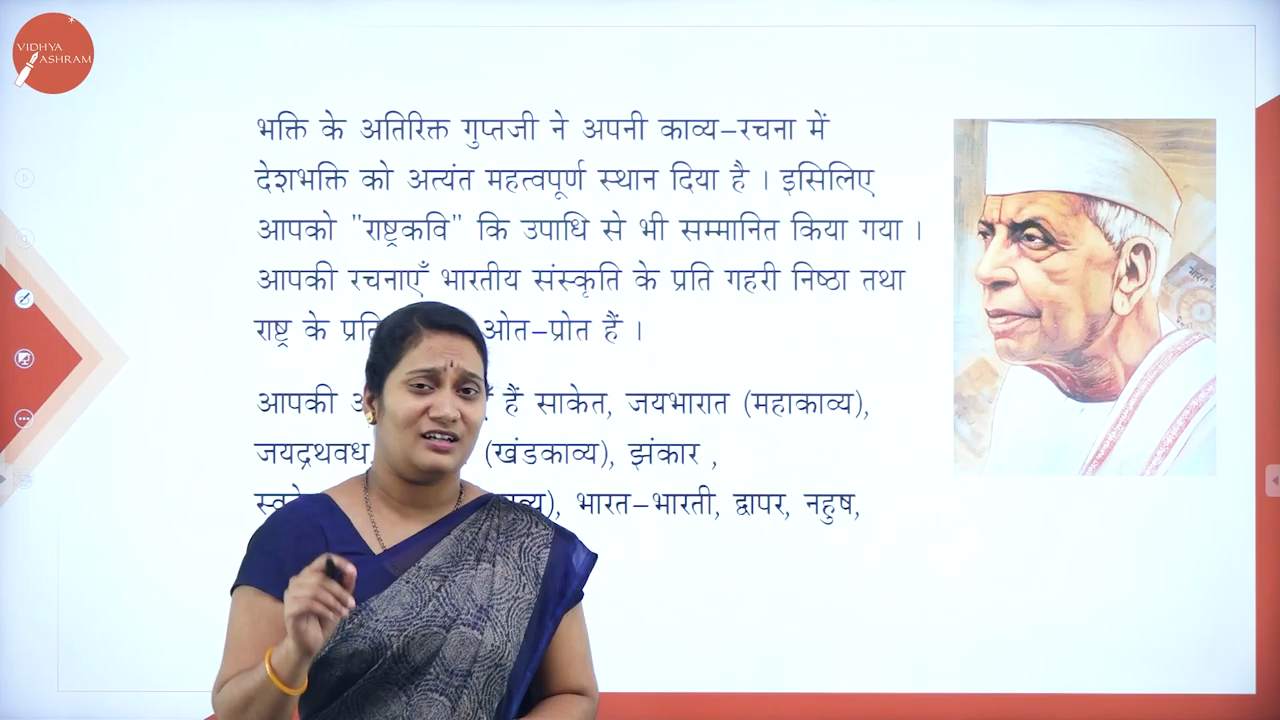 VIDHYA
ASHRAM
भक्ति के अतिरिक्त गुप्तजी ने अपनी काव्य-रचना में
देशभक्ति को अत्यंत महत्वपूर्ण स्थान दिया है । इसिलिए
आपको "राष्ट्रकवि" कि उपाधि से भी सम्मानित किया गया ।
आपकी रचनाएँ भारतीय संस्कृति के प्रति गहरी निष्ठा तथा
राष्ट्र के ओत-प्रोत हैं ।
आपकी हैं साकेत, जयभारात (महाकाव्य),
जयद्रथवध, (खंडकाव्य), झंकार ,
भारत-भारती, द्वापर, नहुष,